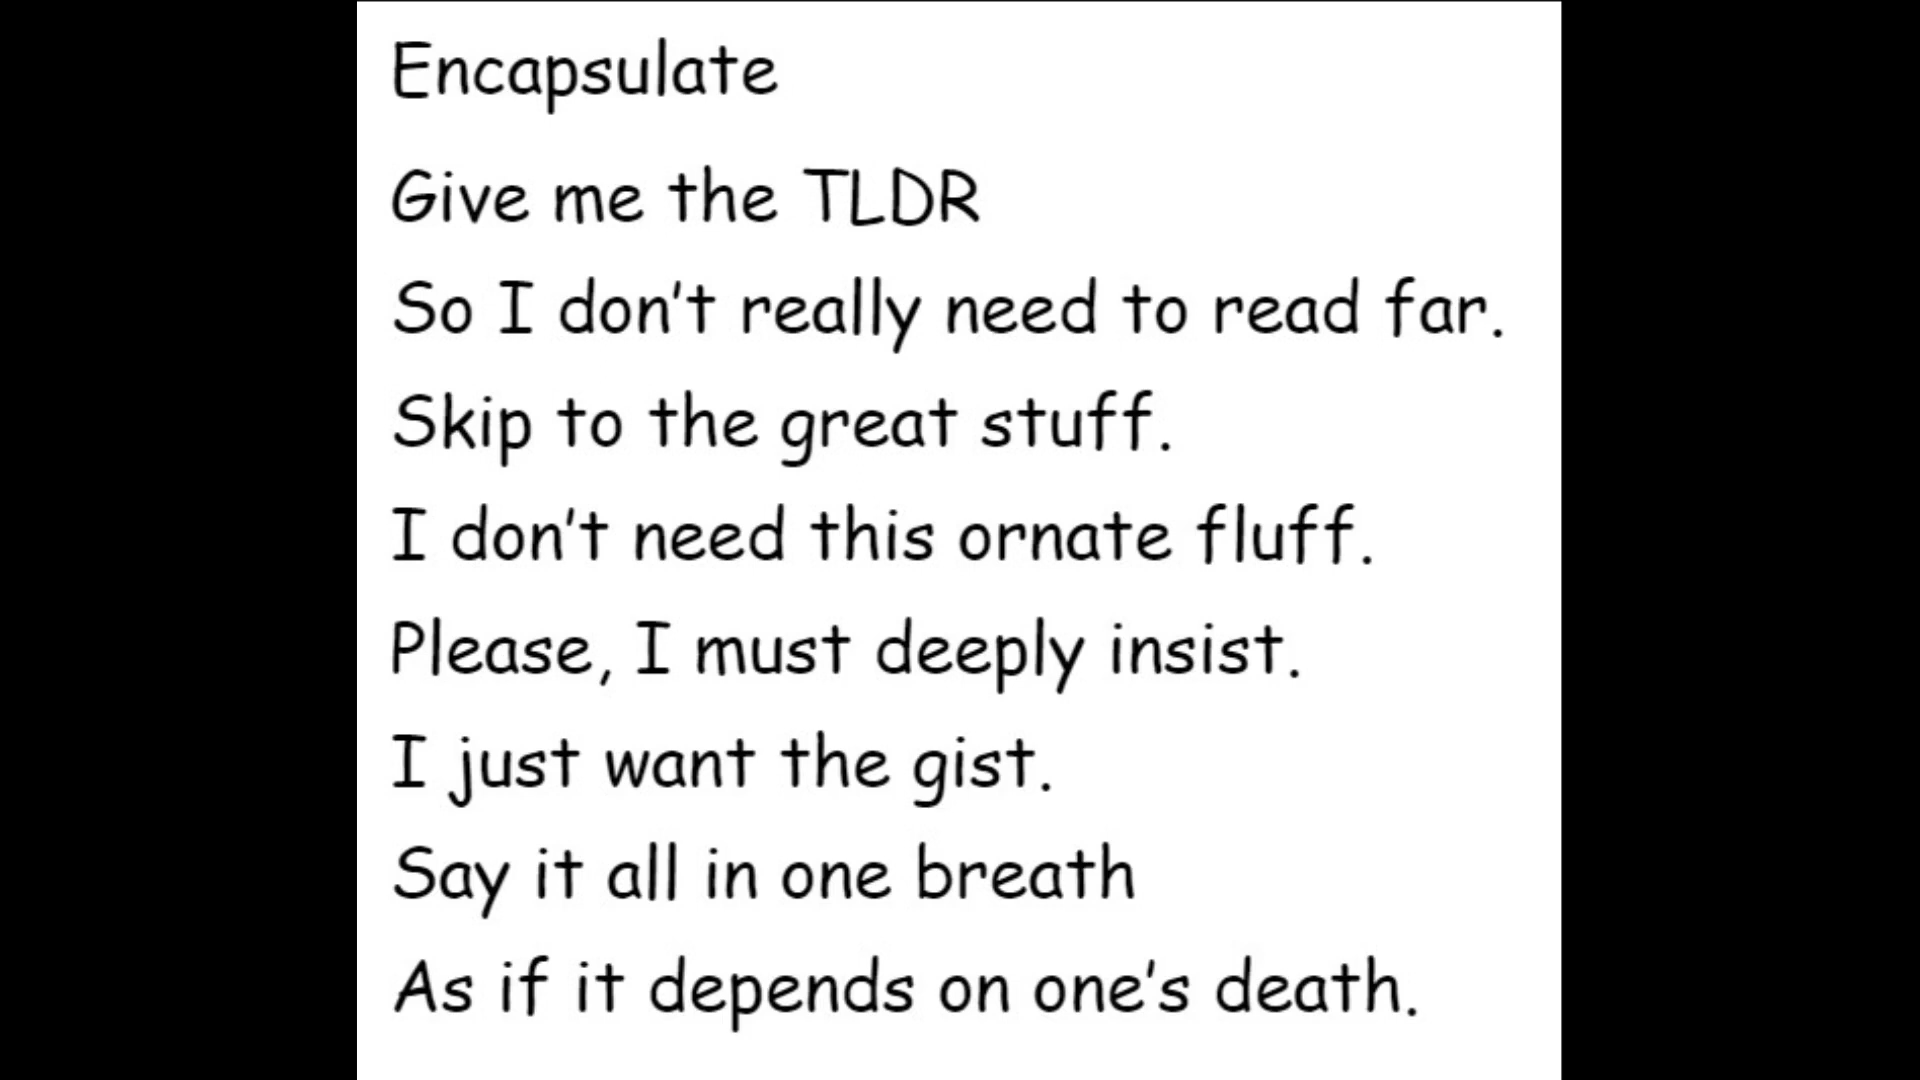 Encapsulate
Give me the TLDR
So I don’t really need to read far.
Skip to the great stuff.
I don’t need this ornate fluff.
Please, I must deeply insist.
I just want the gist.
Say it all in one breath
As if it depends on one’s death.